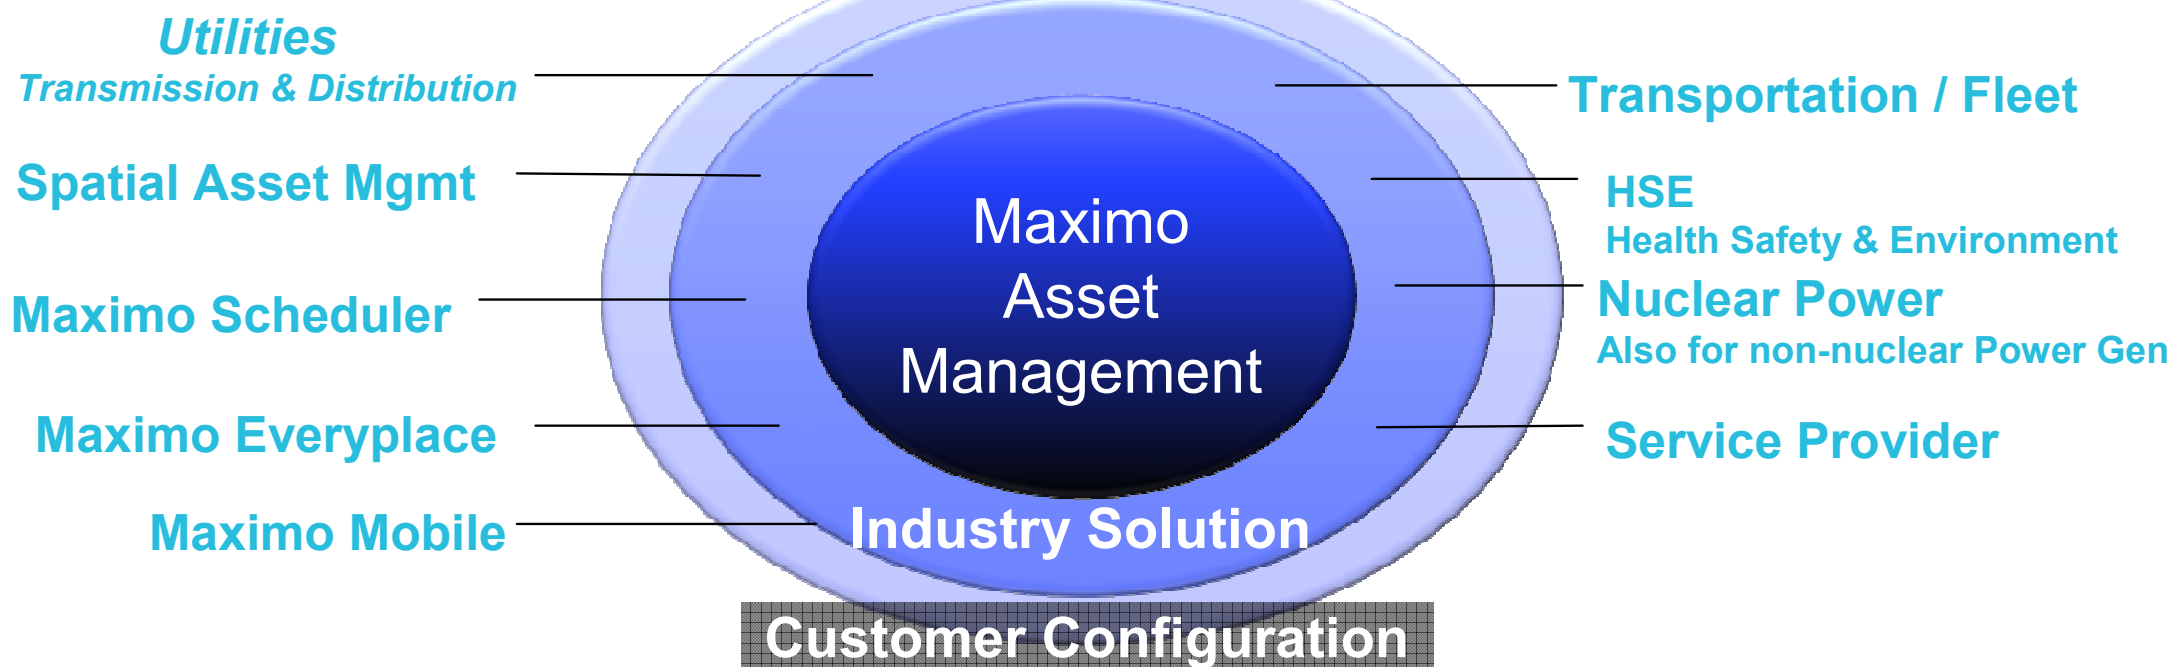 Utilities
Transmission & Distribution
Spatial Asset Mgmt
Maximo Scheduler
Maximo Everyplace
Maximo Mobile
Maximo
Asset
Management
Industry Solution
Customer Configuration
Transportation / Fleet
HSE
Health Safety & Environment
Nuclear Power
Also for non-nuclear Power Gen
Service Provider